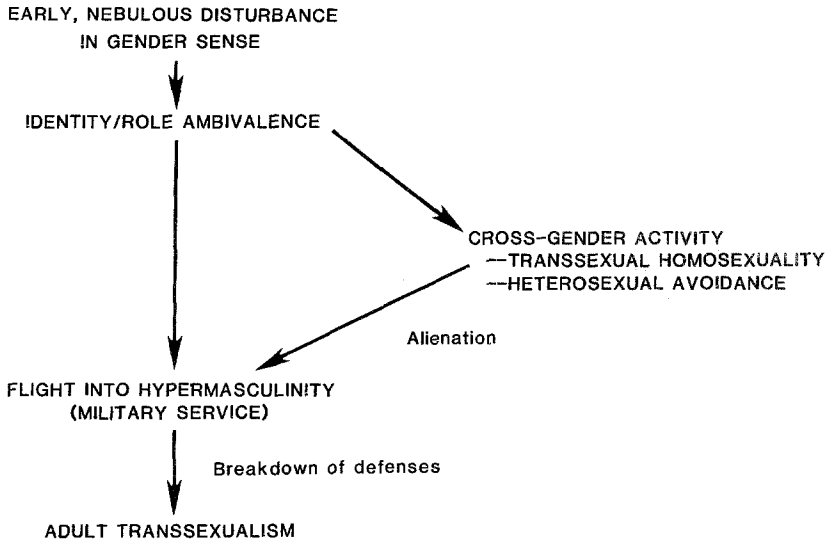 EARLY, NEBULOUS DISTURBANCE
IN GENDER SENSE
IDENTITY/ROLE AMBIVALENCE
CROSS-GENDER ACTIVITY
--TRANSSEXUAL HOMOSEXUALITY
--HETEROSEXUAL AVOIDANCE
Alienation
FLIGHT INTO HYPERMASCULINITY
(MILITARY SERVICE)
Breakdown of defenses
ADULT TRANSSEXUALISM